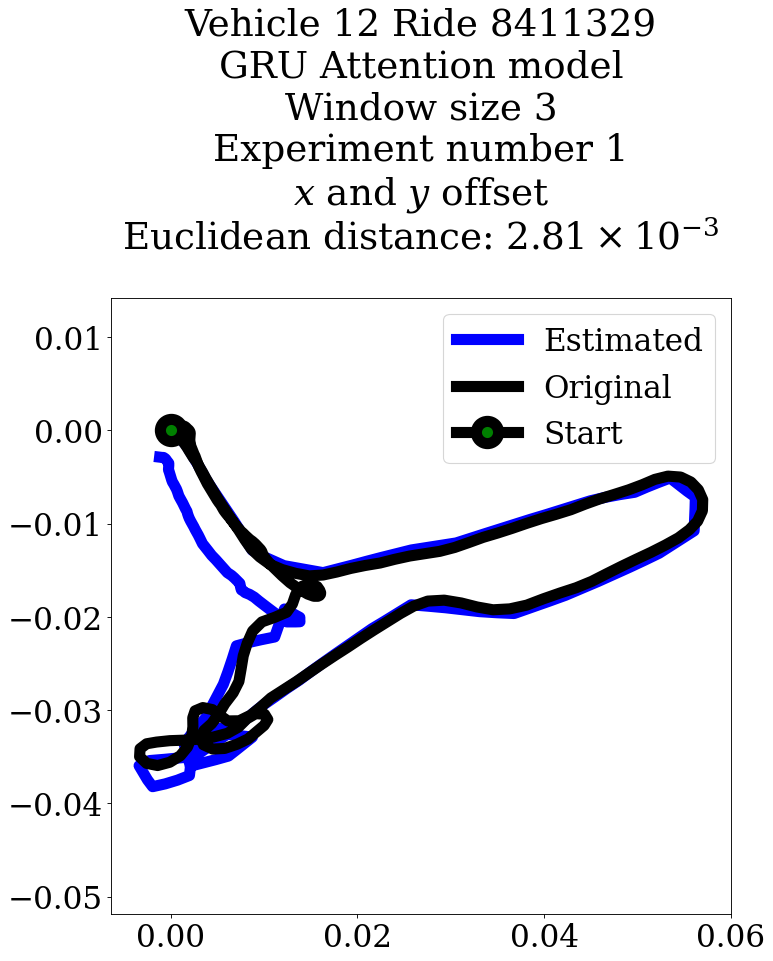 Vehicle 12 Ride 8411329
GRU Attention model
Window size 3
Experiment number 1
x and y offset
Euclidean distance: 2.81 × 10⁻³
Estimated
Original
Start
0.01
0.00
−0.01
−0.02
−0.03
−0.04
−0.05
0.00 0.02 0.04 0.06